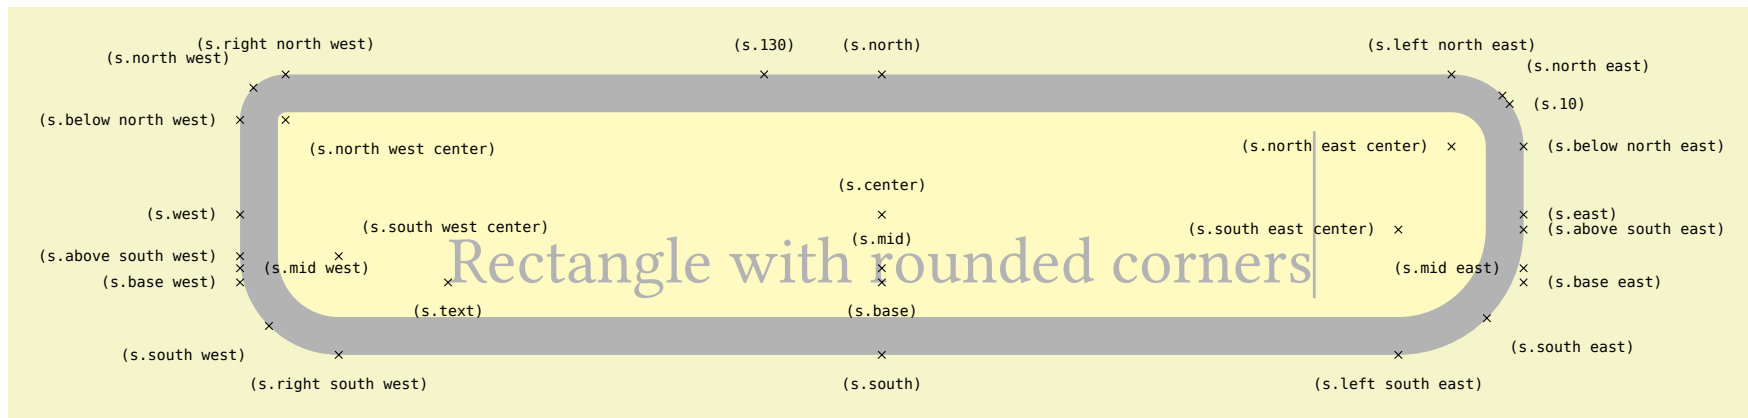 (s.right north west)
(s.130)
(s.north)
(s.left north east)
(s.north west)
(s.north east)
(s.10)
(s.below north west)
(s.north west center)
(s.north east center)
(s.below north east)
(s.center)
(s.west)
(s.east)
(s.south west center)
(s.south east center)
(s.above south east)
(s.mid)
(s.above south west)
Rectangle with rounded corners
(s.mid west)
(s.mid east)
(s.base west)
(s.base east)
(s.text)
(s.base)
(s.south west)
(s.south east)
(s.right south west)
(s.south)
(s.left south east)